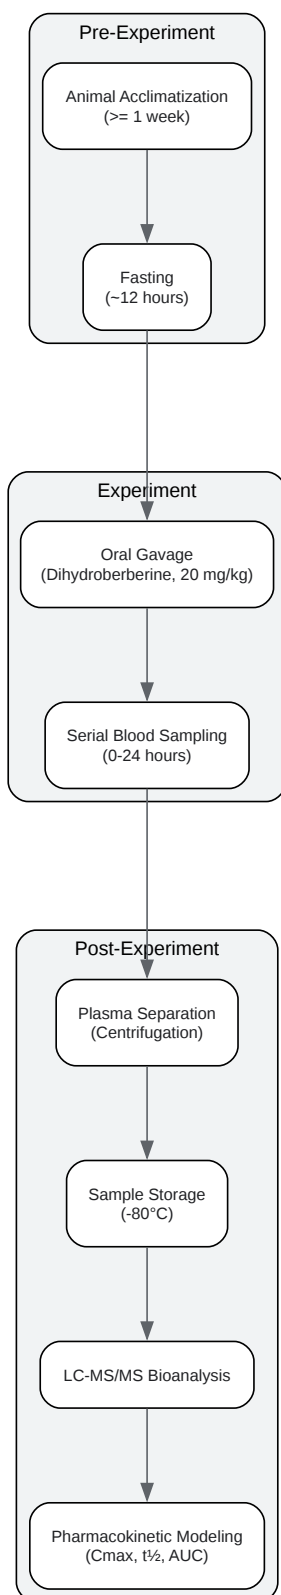 Pre-Experiment
Animal Acclimatization
(>= 1 week)
Fasting
(~12 hours)
Experiment
Oral Gavage
(Dihydroberberine, 20 mg/kg)
Serial Blood Sampling
(0-24 hours)
Post-Experiment
Plasma Separation
(Centrifugation)
Sample Storage
(-80°C)
LC-MS/MS Bioanalysis
Pharmacokinetic Modeling
(Cmax, t½, AUC)